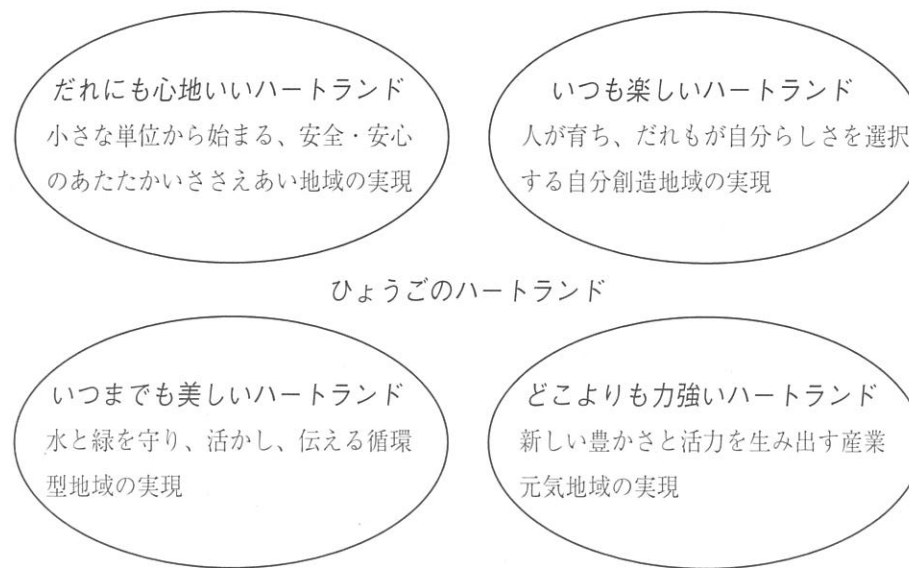 だれにも心地いいハートランド
小さな単位から始まる、安全・安心
のあたたかいささえあい地域の実現
いつも楽しいハートランド
人が育ち、だれもが自分らしさを選択
する自分創造地域の実現
ひょうごのハートランド
いつまでも美しいハートランド
水と緑を守り、活かし、伝える循環
型地域の実現
どこよりも力強いハートランド
新しい豊かさと活力を生み出す産業
元気地域の実現